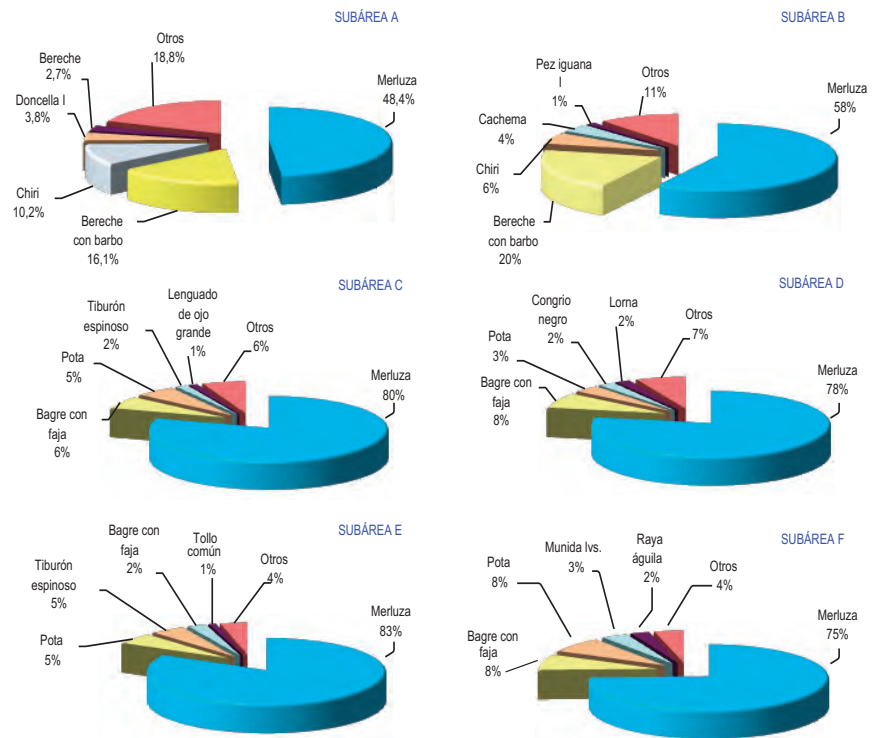 SUBÁREA A
Otros
18,8%
Bereche
2,7%
Doncella I
3,8%
Merluza
48,4%
Chiri
10,2%
Bereche
con barbo
16,1%
SUBÁREA B
Pez iguana
I
1%
Otros
11%
Merluza
58%
Cachema
4%
Chiri
6%
Bereche
con barbo
20%
SUBÁREA C
Tiburón
espinoso
2%
Lenguado
de ojo
grande
1%
Otros
6%
Pota
5%
Merluza
80%
Bagre con
faja
6%
SUBÁREA D
Congrio
negro
2%
Lorna
2%
Otros
7%
Pota
3%
Merluza
78%
Bagre con
faja
8%
SUBÁREA E
Bagre con
faja
2%
Tollo
común
1%
Otros
4%
Tiburón
espinoso
5%
Merluza
83%
Pota
5%
SUBÁREA F
Munida lvs.
3%
Raya
águila
2%
Otros
4%
Pota
8%
Merluza
75%
Bagre con
faja
8%